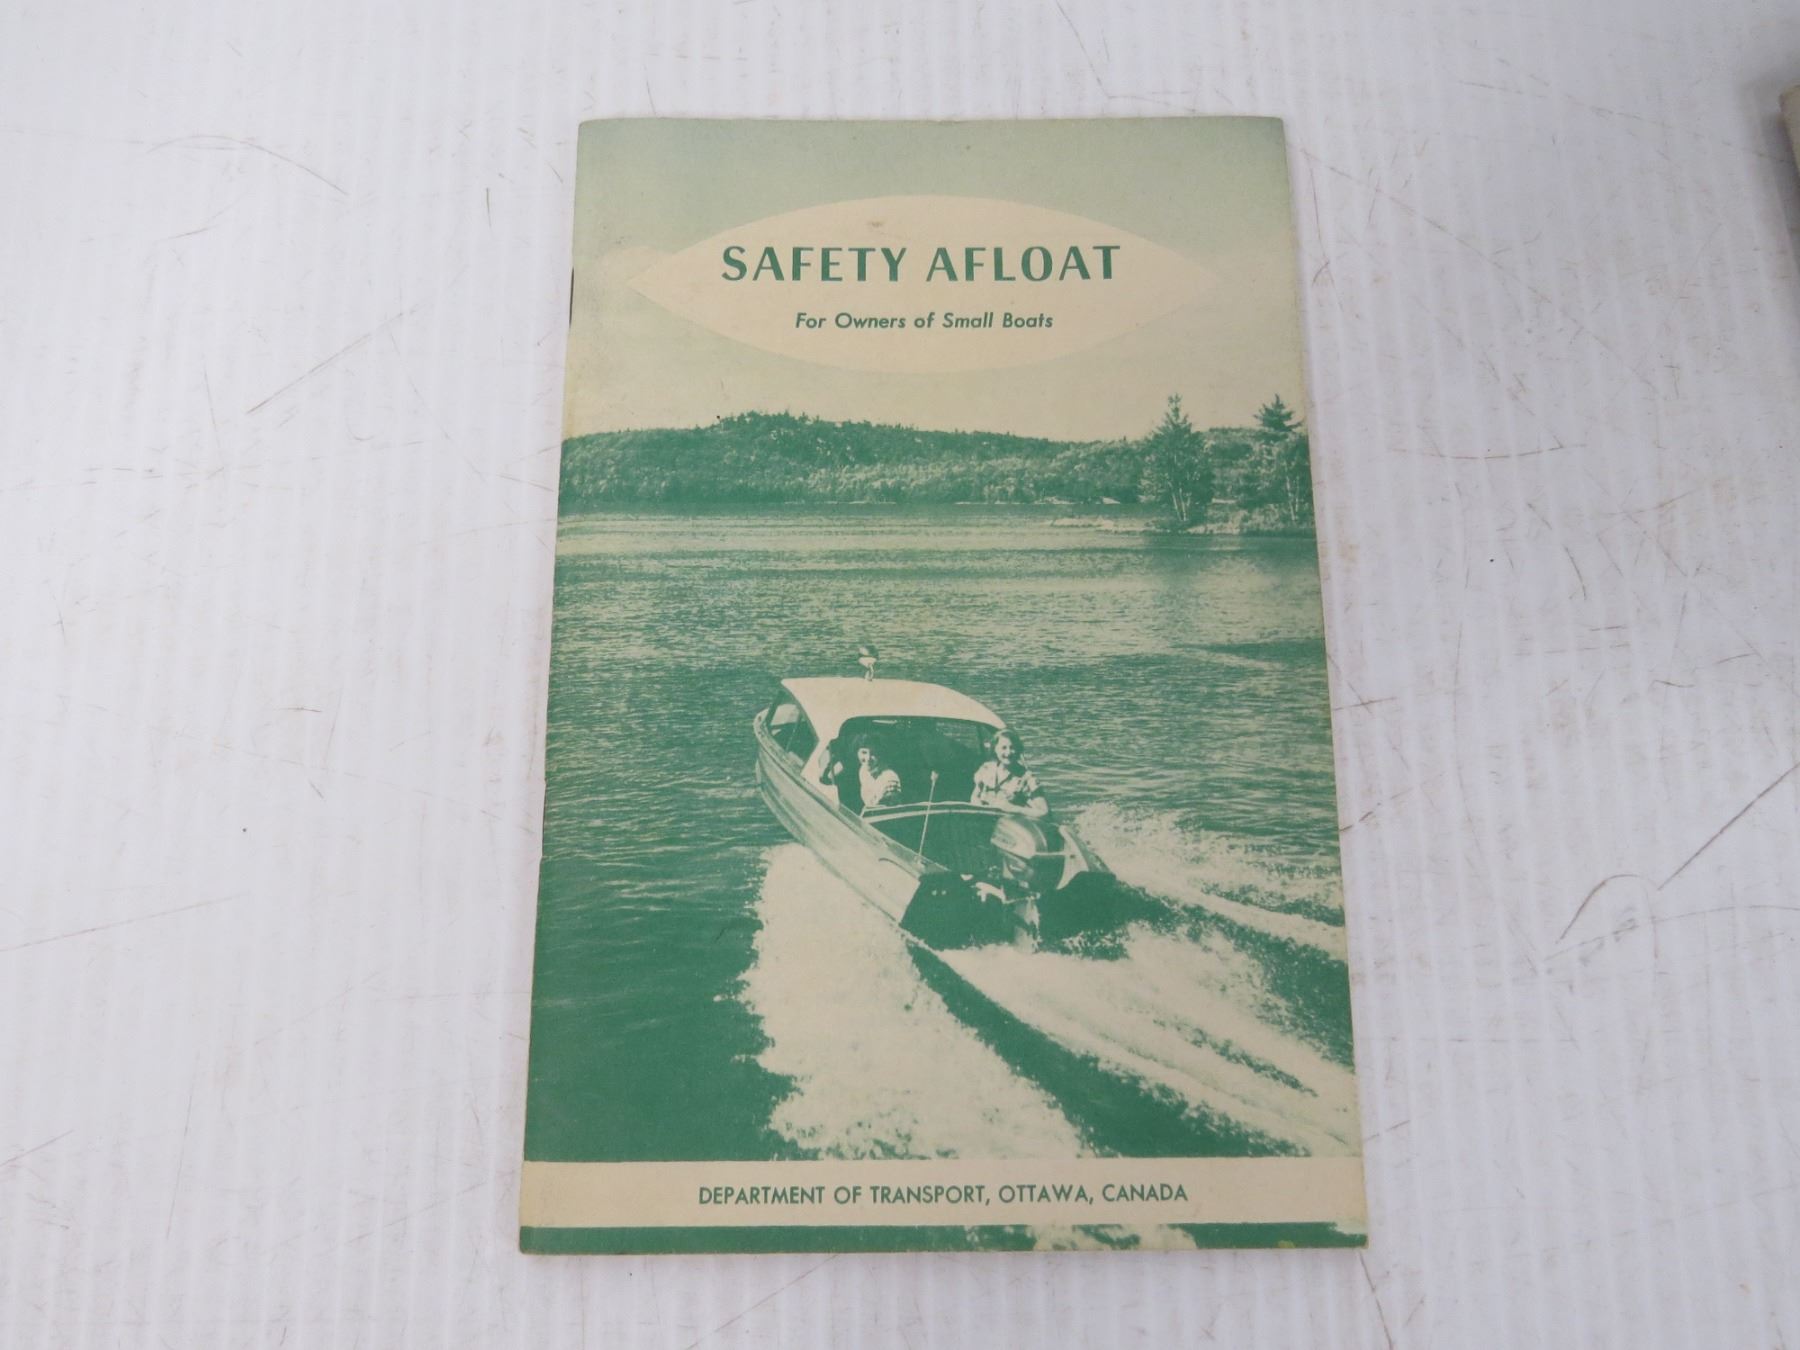 SAFETY AFLOAT
For Owners of Small Boats
DEPARTMENT OF TRANSPORT, OTTAWA, CANADA